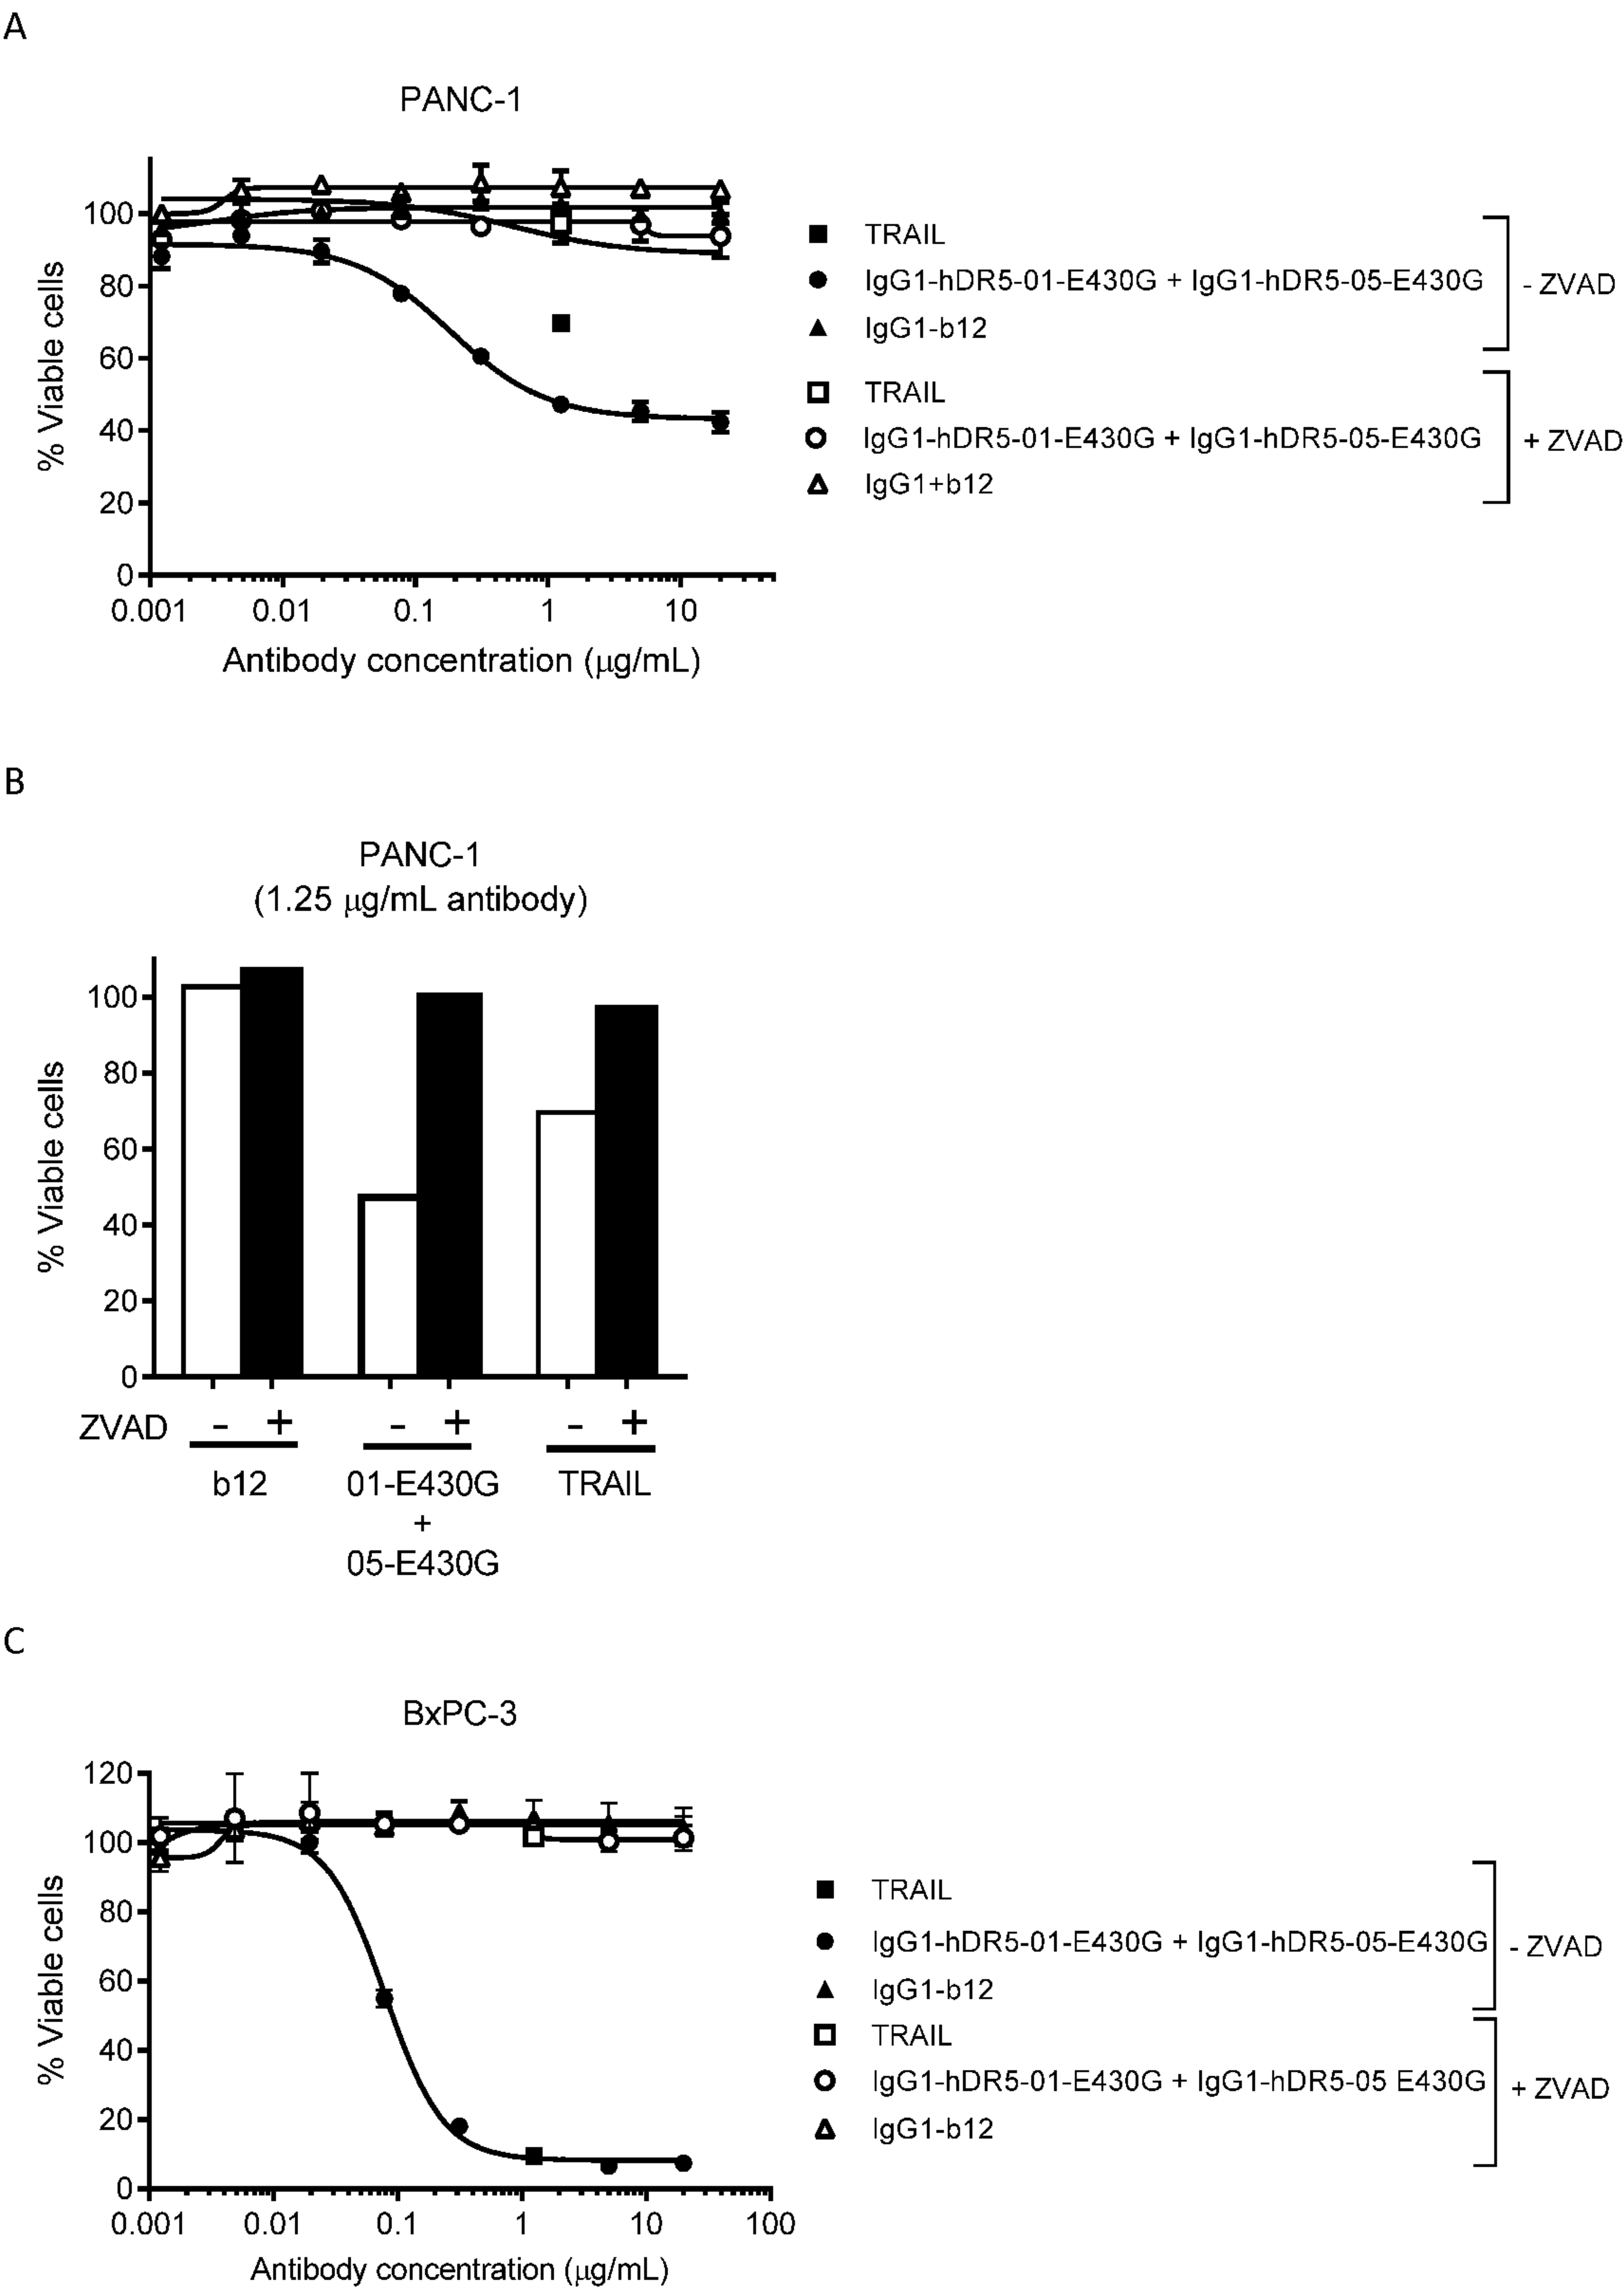 A
PANC-1
100
80
60
40
20
0
% Viable cells
0.001 0.01 0.1 1 10
Antibody concentration (μg/mL)
TRAIL
IgG1-hDR5-01-E430G + IgG1-hDR5-05-E430G
IgG1-b12
- ZVAD
TRAIL
IgG1-hDR5-01-E430G + IgG1-hDR5-05-E430G
IgG1+b12
+ ZVAD
B
PANC-1
(1.25 μg/mL antibody)
100
80
60
40
20
0
% Viable cells
ZVAD - + - + - +
b12 01-E430G TRAIL
+
05-E430G
C
BxPC-3
120
100
80
60
40
20
0
% Viable cells
0.001 0.01 0.1 1 10 100
Antibody concentration (μg/mL)
TRAIL
IgG1-hDR5-01-E430G + IgG1-hDR5-05-E430G
IgG1-b12
- ZVAD
TRAIL
IgG1-hDR5-01-E430G + IgG1-hDR5-05 E430G
IgG1-b12
+ ZVAD